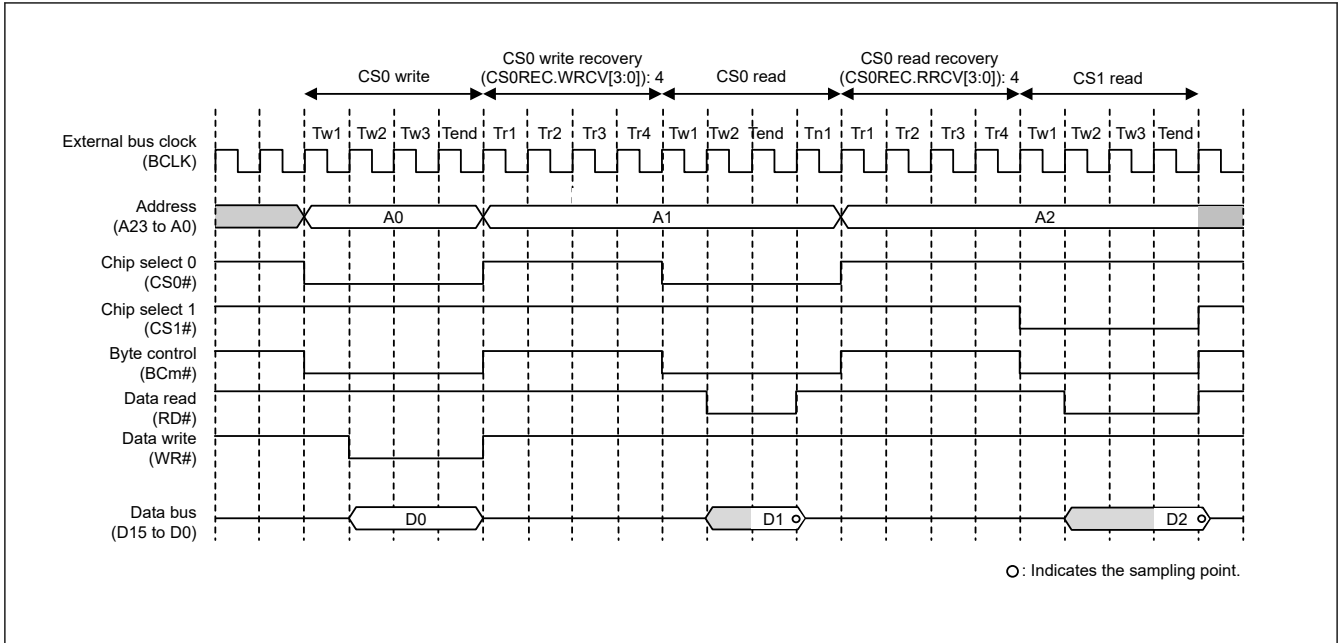 CS0 write
CS0 write recovery
(CS0REC.WRCV[3:0]): 4
CS0 read
CS0 read recovery
(CS0REC.RRCV[3:0]): 4
CS1 read
External bus clock
(BCLK)
Tw1 Tw2 Tw3 Tend Tr1 Tr2 Tr3 Tr4 Tw1 Tw2 Tend Tn1 Tr1 Tr2 Tr3 Tr4 Tw1 Tw2 Tw3 Tend
Address
(A23 to A0)
A0 A1 A2
Chip select 0
(CS0#)
Chip select 1
(CS1#)
Byte control
(BCm#)
Data read
(RD#)
Data write
(WR#)
Data bus
(D15 to D0)
D0 D1 D2
: Indicates the sampling point.